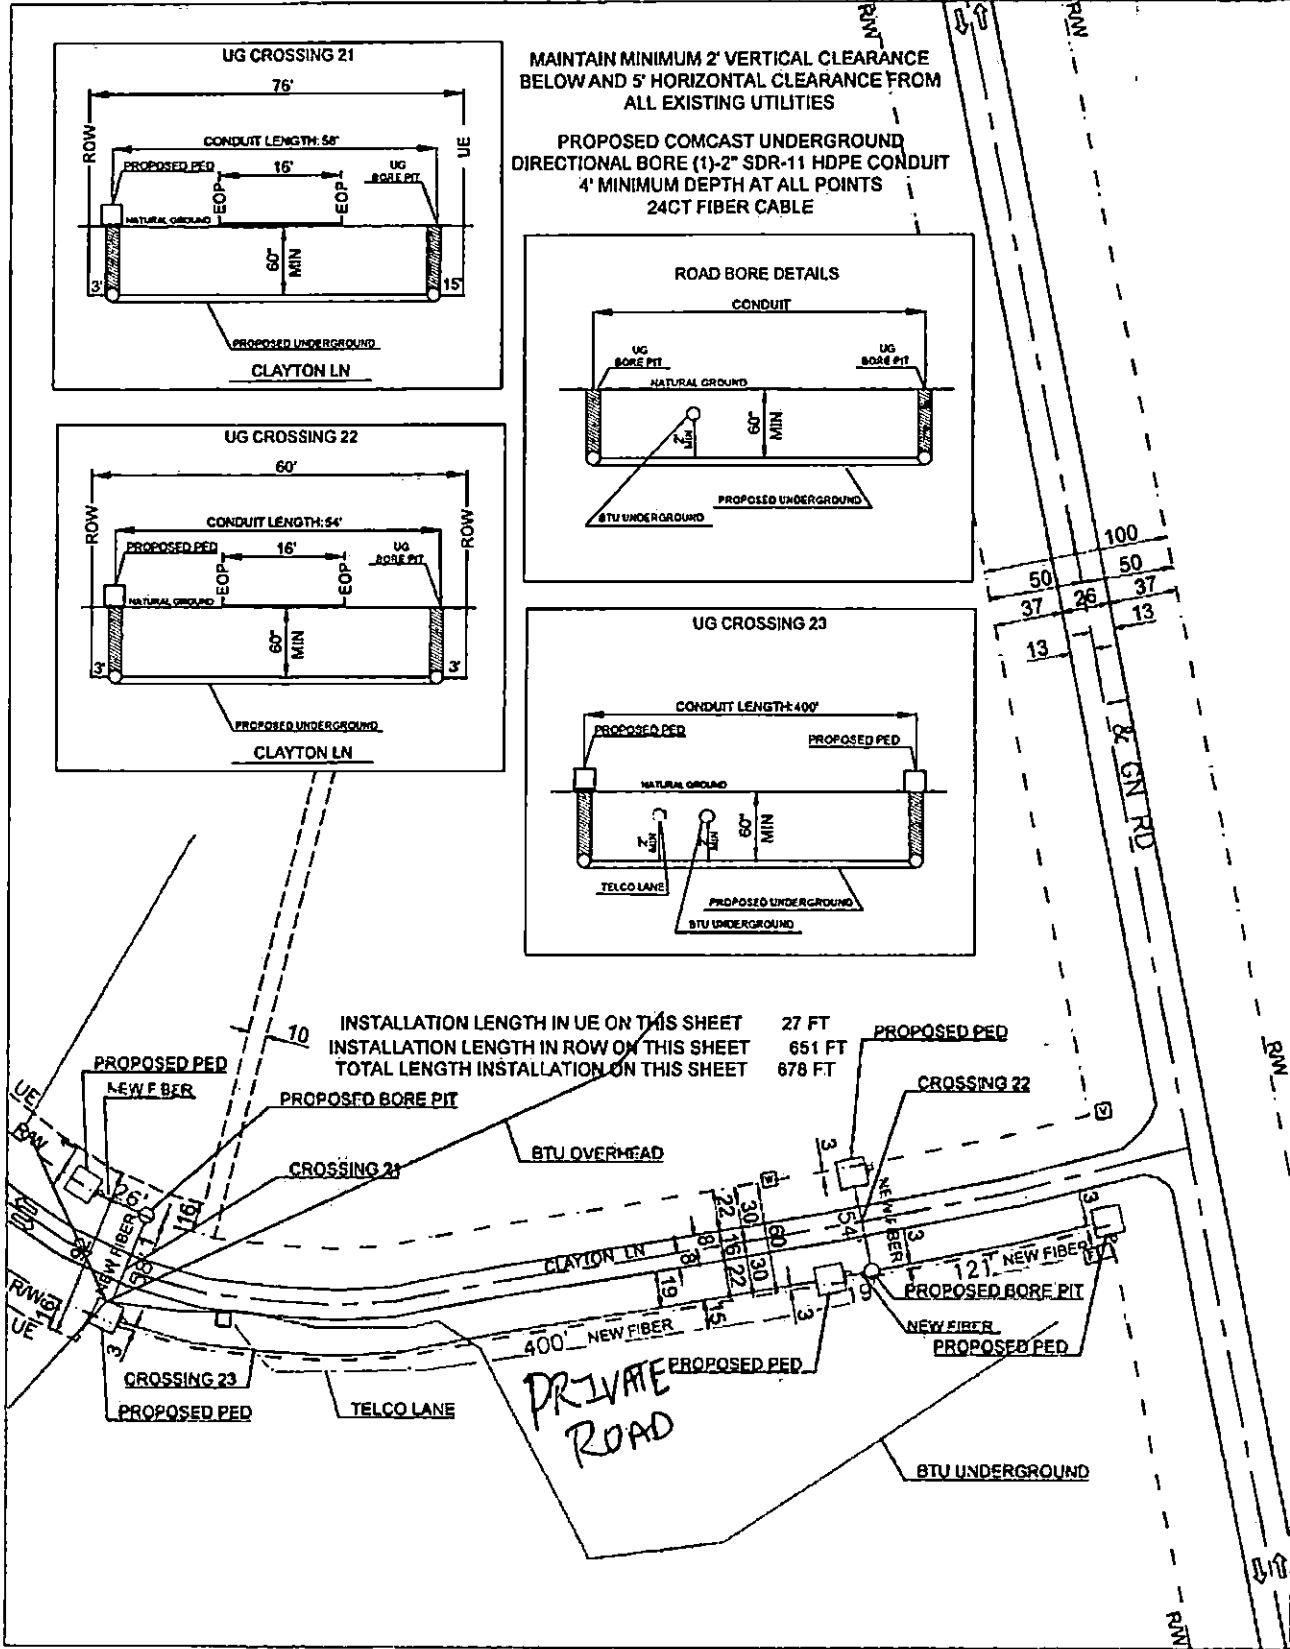 UG CROSSING 21
76'
ROW
UE
CONDUIT LENGTH: 58'
PROPOSED PED
16'
UG
BORE PIT
EOP
EOP
NATURAL GROUND
60"
MIN
3'
15'
PROPOSED UNDERGROUND
CLAYTON LN
MAINTAIN MINIMUM 2' VERTICAL CLEARANCE
BELOW AND 5' HORIZONTAL CLEARANCE FROM
ALL EXISTING UTILITIES
PROPOSED COMCAST UNDERGROUND
DIRECTIONAL BORE (1)-2" SDR-11 HDPE CONDUIT
4' MINIMUM DEPTH AT ALL POINTS
24CT FIBER CABLE
R/W
R/W
ROAD BORE DETAILS
CONDUIT
UG
BORE PIT
UG
BORE PIT
NATURAL GROUND
2'
MIN
60"
MIN
PROPOSED UNDERGROUND
BTU UNDERGROUND
UG CROSSING 22
60'
ROW
ROW
CONDUIT LENGTH: 54'
PROPOSED PED
16'
UG
BORE PIT
EOP
EOP
NATURAL GROUND
60"
MIN
3'
3'
PROPOSED UNDERGROUND
CLAYTON LN
UG CROSSING 23
CONDUIT LENGTH: 400'
PROPOSED PED
PROPOSED PED
NATURAL GROUND
2'
MIN
2'
MIN
60"
MIN
TELCO LANE
PROPOSED UNDERGROUND
BTU UNDERGROUND
100
50
50
37
26
37
13
13
& GN RD
R/W
R/W
INSTALLATION LENGTH IN UE ON THIS SHEET 27 FT
INSTALLATION LENGTH IN ROW ON THIS SHEET 651 FT
TOTAL LENGTH INSTALLATION ON THIS SHEET 678 FT
10
PROPOSED PED
NEW FIBER
PROPOSED BORE PIT
CROSSING 21
BTU OVERHEAD
PROPOSED PED
CROSSING 22
UE
R/W
26'
16
NEW FIBER
58'
R/W
UE
3
CROSSING 23
PROPOSED PED
TELCO LANE
CLAYTON LN
8
8
22
16
22
30
30
60
19
15
3
3
54'
NEW FIBER
3
9
121'
NEW FIBER
3
400'
NEW FIBER
PROPOSED BORE PIT
NEW FIBER
PROPOSED PED
PROPOSED PED
PRIVATE
ROAD
BTU UNDERGROUND